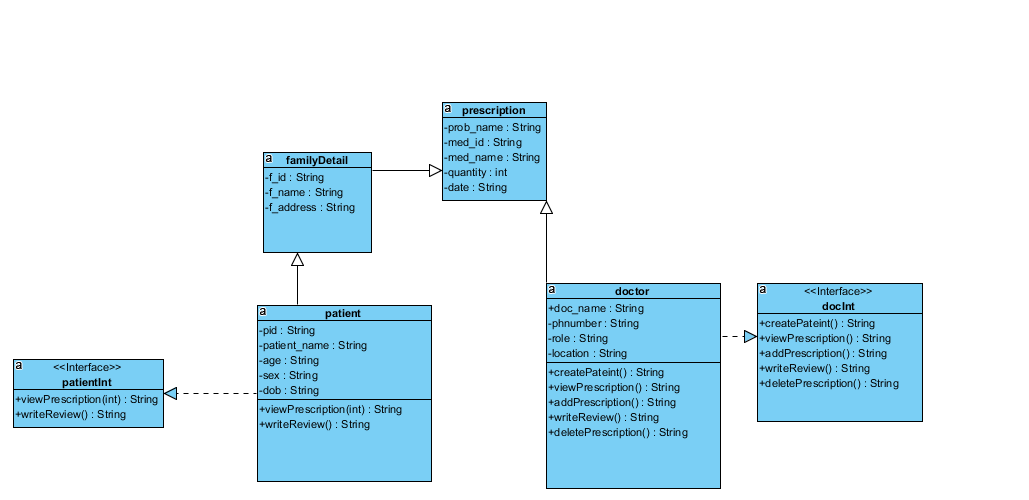 a prescription
-prob_name : String
-med_id : String
-med_name : String
-quantity : int
-date : String
a familyDetail
-f_id : String
-f_name : String
-f_address : String
a patient
-pid : String
-patient_name : String
-age : String
-sex : String
-dob : String
+viewPrescription(int) : String
+writeReview() : String
a <<Interface>>
patientInt
+viewPrescription(int) : String
+writeReview() : String
a doctor
+doc_name : String
-phnumber : String
-role : String
-location : String
+createPateint() : String
+viewPrescription() : String
+addPrescription() : String
+writeReview() : String
+deletePrescription() : String
a <<Interface>>
docInt
+createPateint() : String
+viewPrescription() : String
+addPrescription() : String
+writeReview() : String
+deletePrescription() : String